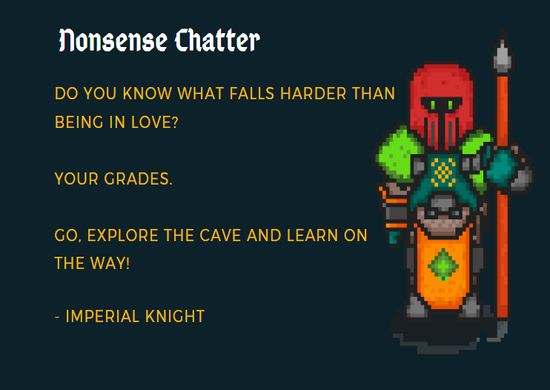 Nonsense Chatter
DO YOU KNOW WHAT FALLS HARDER THAN
BEING IN LOVE?
YOUR GRADES.
GO, EXPLORE THE CAVE AND LEARN ON
THE WAY!
- IMPERIAL KNIGHT